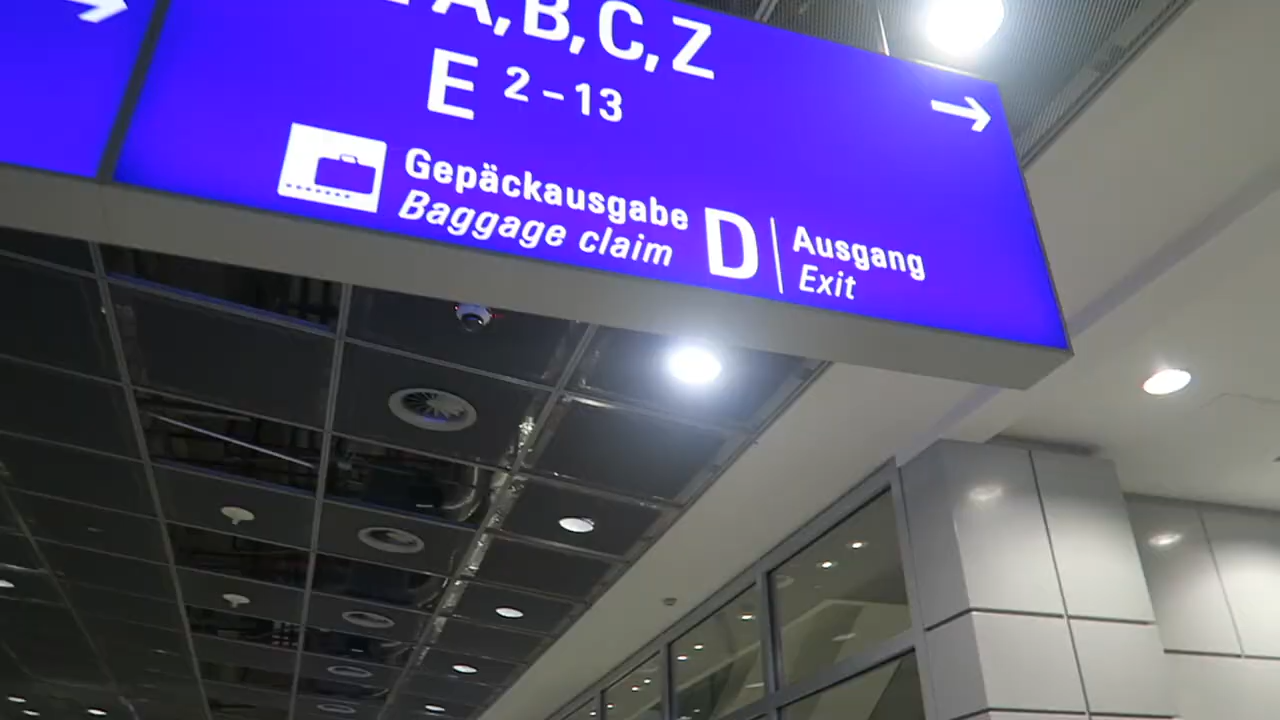 A,B,C,Z
E 2-13
Gepäckausgabe
Baggage claim
D
Ausgang
Exit